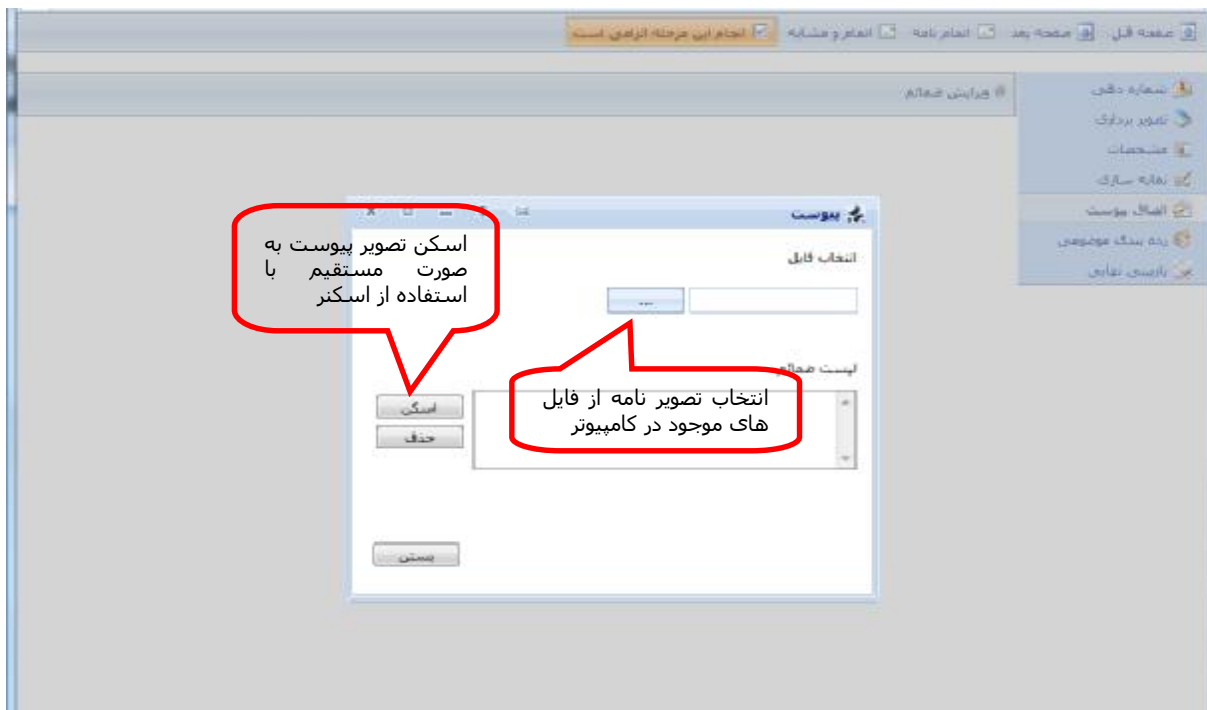 صفحه قبل صفحه بعد اتمام نامه اتمام و مشابه انجام این مرحله الزامی است
شماره دهی
تصویر برداری
مشخصات
نمایه سازی
الصاق پیوست
رده بندی موضوعی
بازبینی نهایی
ویرایش ضمائم
پیوست
انتخاب فایل
...
اسکن تصویر پیوست به
صورت مستقیم با
استفاده از اسکنر
لیست ضمائم
انتخاب تصویر نامه از فایل
های موجود در کامپیوتر
اسکن
حذف
بستن